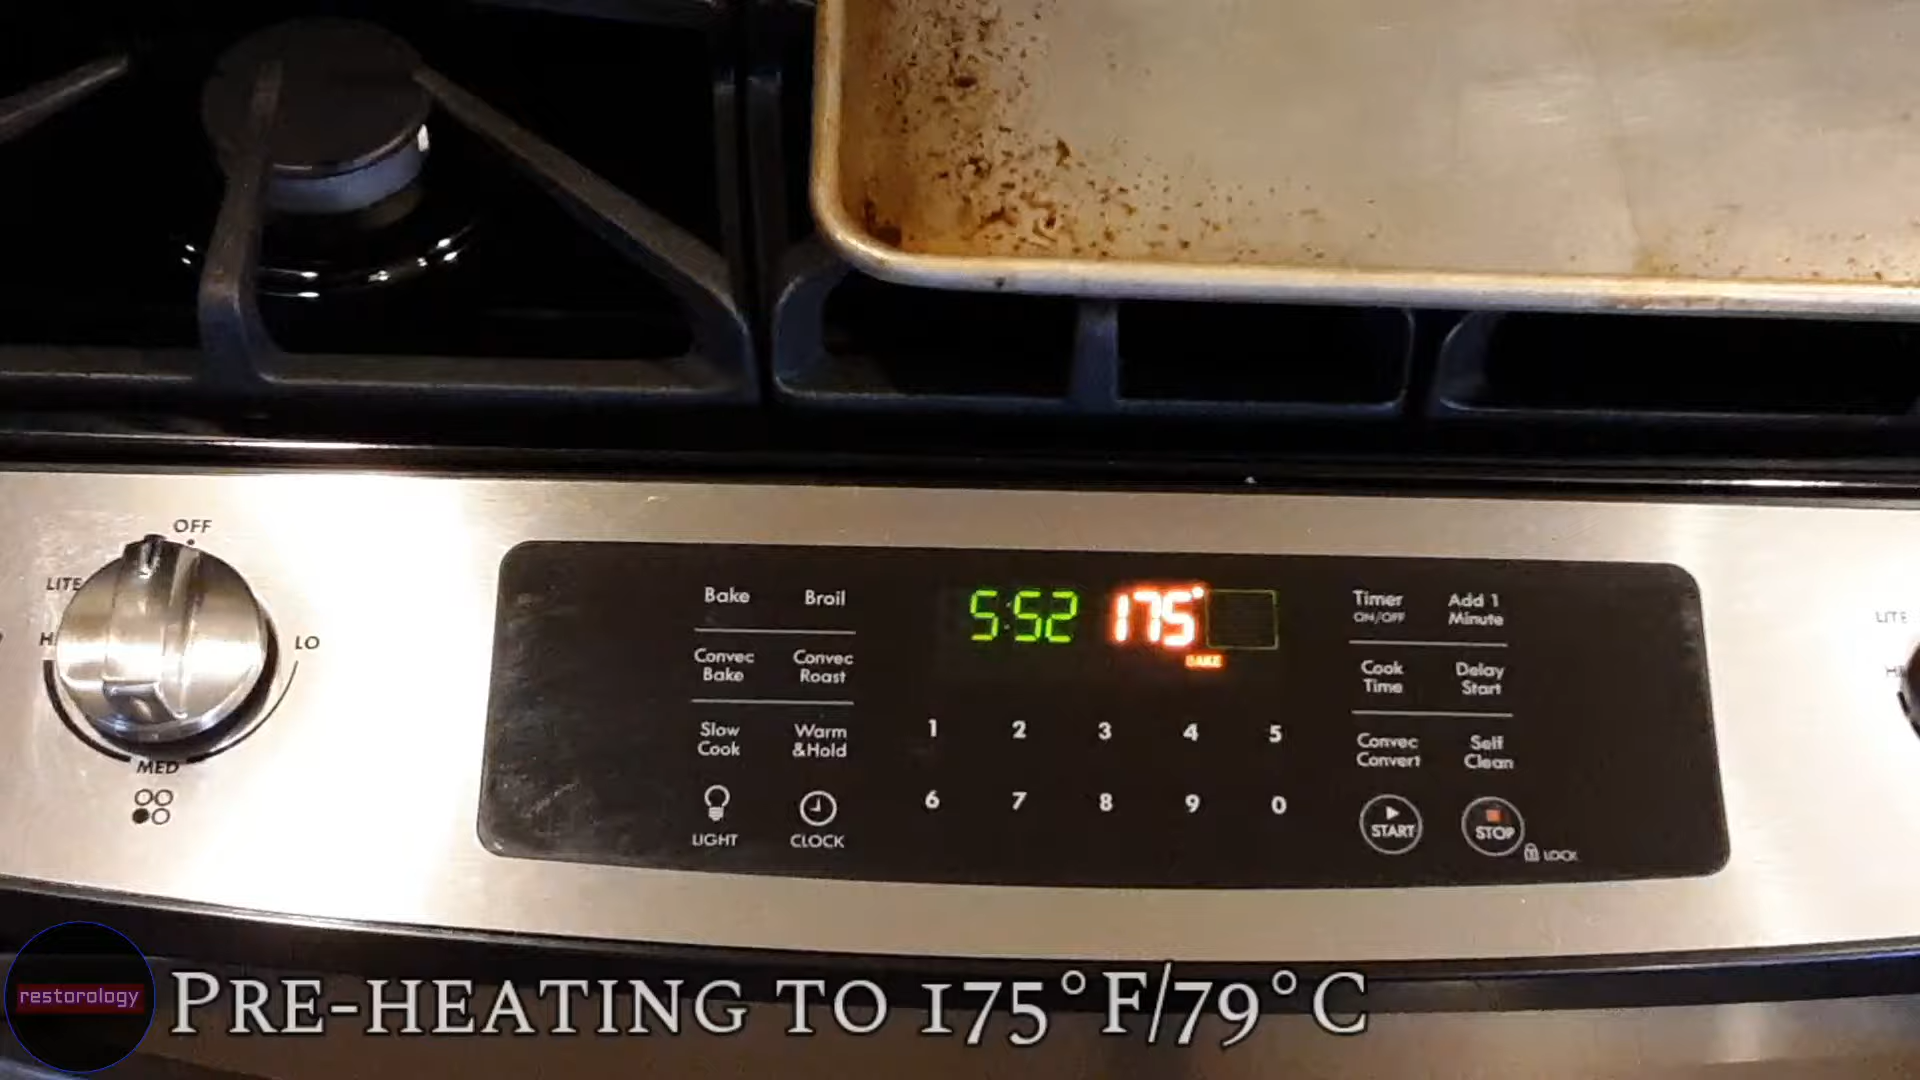 OFF
LITE
LO
MED
Bake
Broil
Convec
Bake
Convec
Roast
Slow
Cook
Warm
&Hold
LIGHT
CLOCK
5:52
175°
BAKE
1 2 3 4 5
6 7 8 9 0
Timer
ON/OFF
Add 1
Minute
Cook
Time
Delay
Start
Convec
Convert
Self
Clean
START
STOP
LOCK
LITE
restorology
PRE-HEATING TO 175°F/79°C